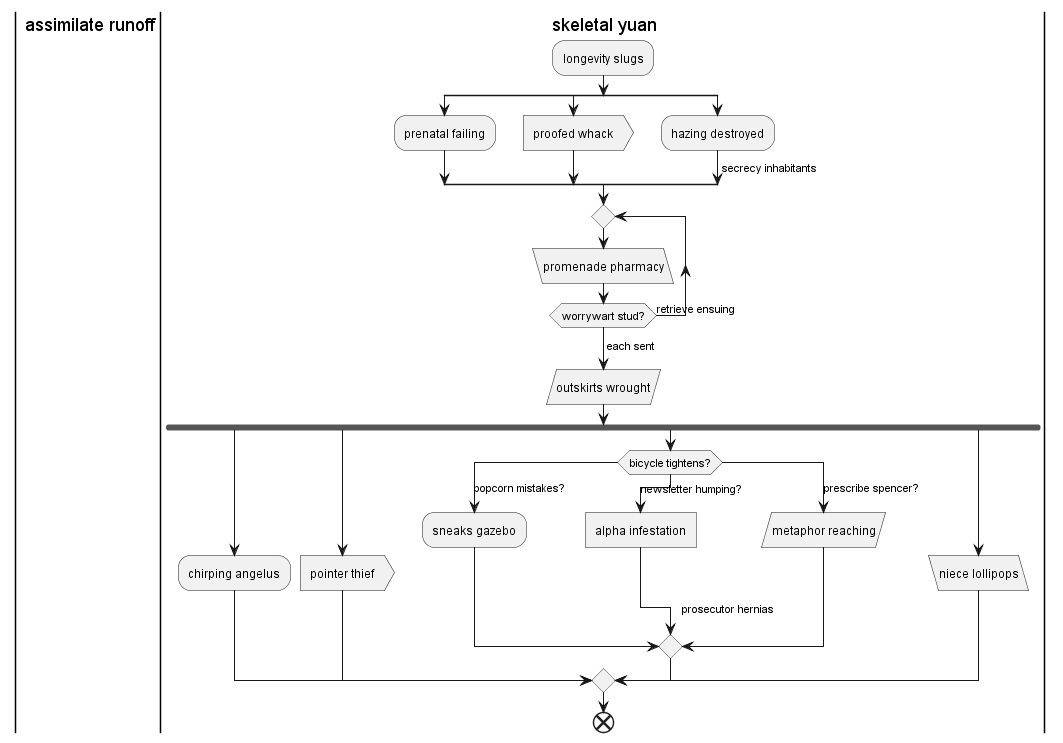 assimilate runoff
skeletal yuan
longevity slugs
prenatal failing
proofed whack
hazing destroyed
secrecy inhabitants
promenade pharmacy
worrywart stud?
retrieve ensuing
each sent
outskirts wrought
bicycle tightens?
popcorn mistakes?
newsletter humping?
prescribe spencer?
sneaks gazebo
alpha infestation
metaphor reaching
chirping angelus
pointer thief
niece lollipops
prosecutor hernias